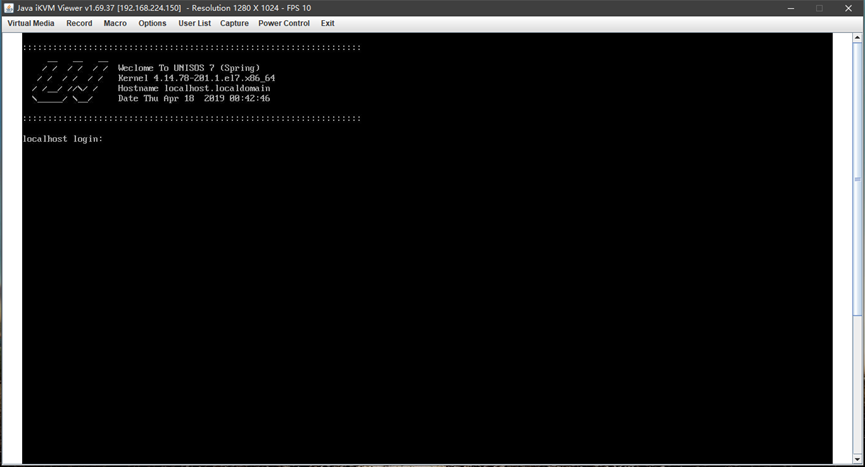 Java iKVM Viewer v1.69.37 [192.168.224.150]  - Resolution 1280 X 1024 - FPS 10
Virtual Media Record Macro Options User List Capture Power Control Exit
Weclome To UNISOS 7 (Spring)
Kernel 4.14.78-201.1.el7.x86_64
Hostname localhost.localdomain
Date Thu Apr 18  2019 00:42:46
localhost login: